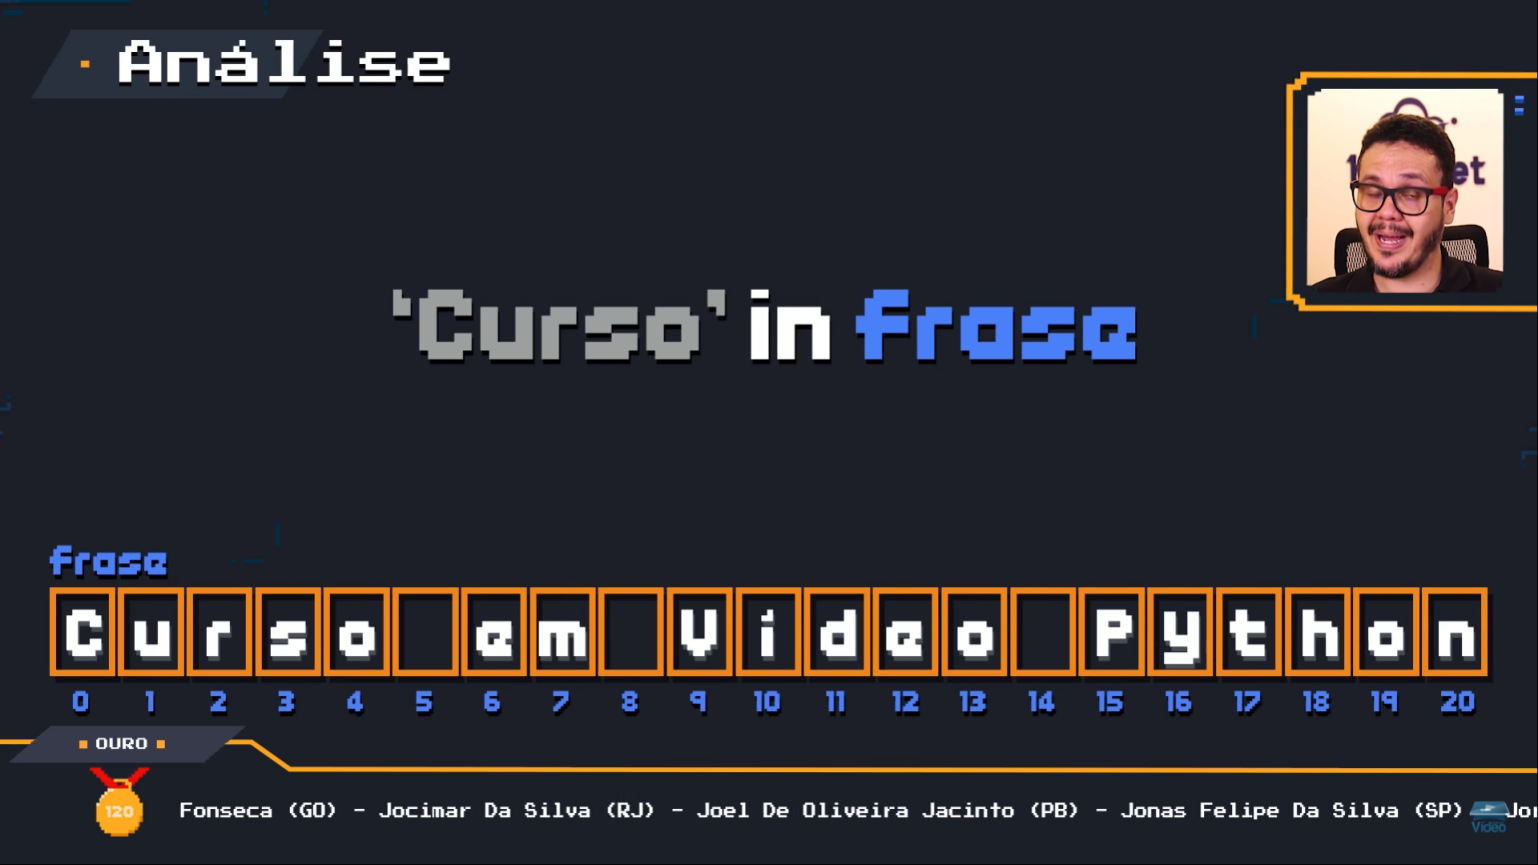 Análise
'Curso' in frase
frase
C u r s o e m V í d e o P y t h o n
0 1 2 3 4 5 6 7 8 9 10 11 12 13 14 15 16 17 18 19 20
OURO
120
Fonseca (GO) - Jocimar Da Silva (RJ) - Joel De Oliveira Jacinto (PB) - Jonas Felipe Da Silva (SP)
Vídeo